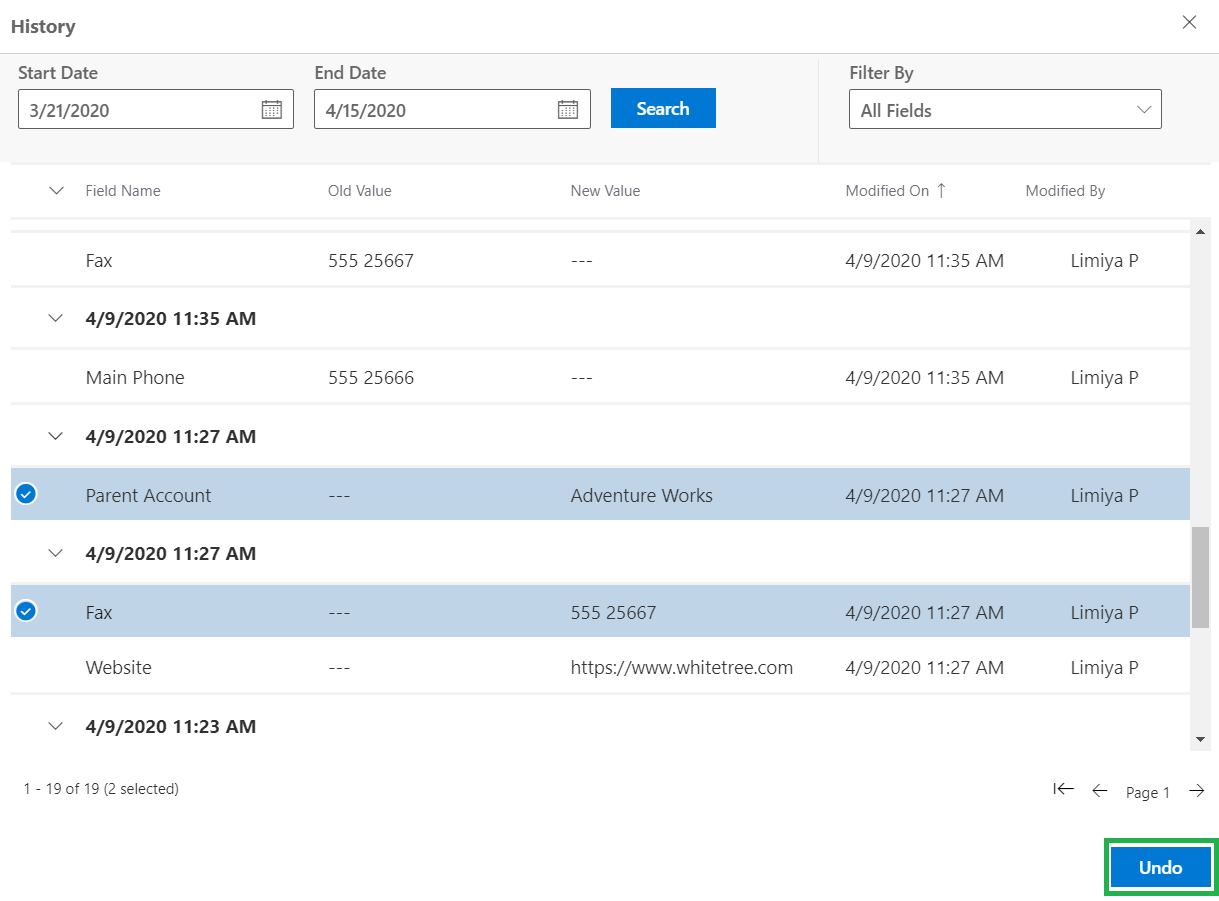 History
Start Date End Date Filter By
3/21/2020 4/15/2020 Search All Fields
Field Name Old Value New Value Modified On ↑ Modified By
Fax 555 25667 --- 4/9/2020 11:35 AM Limiya P
4/9/2020 11:35 AM
Main Phone 555 25666 --- 4/9/2020 11:35 AM Limiya P
4/9/2020 11:27 AM
Parent Account --- Adventure Works 4/9/2020 11:27 AM Limiya P
4/9/2020 11:27 AM
Fax --- 555 25667 4/9/2020 11:27 AM Limiya P
Website --- https://www.whitetree.com 4/9/2020 11:27 AM Limiya P
4/9/2020 11:23 AM
1 - 19 of 19 (2 selected) Page 1
Undo